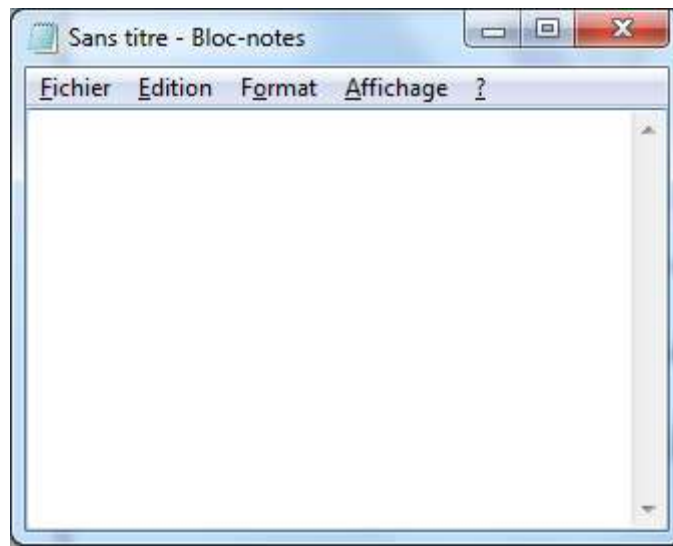 Sans titre - Bloc-notes
Fichier Edition Format Affichage ?